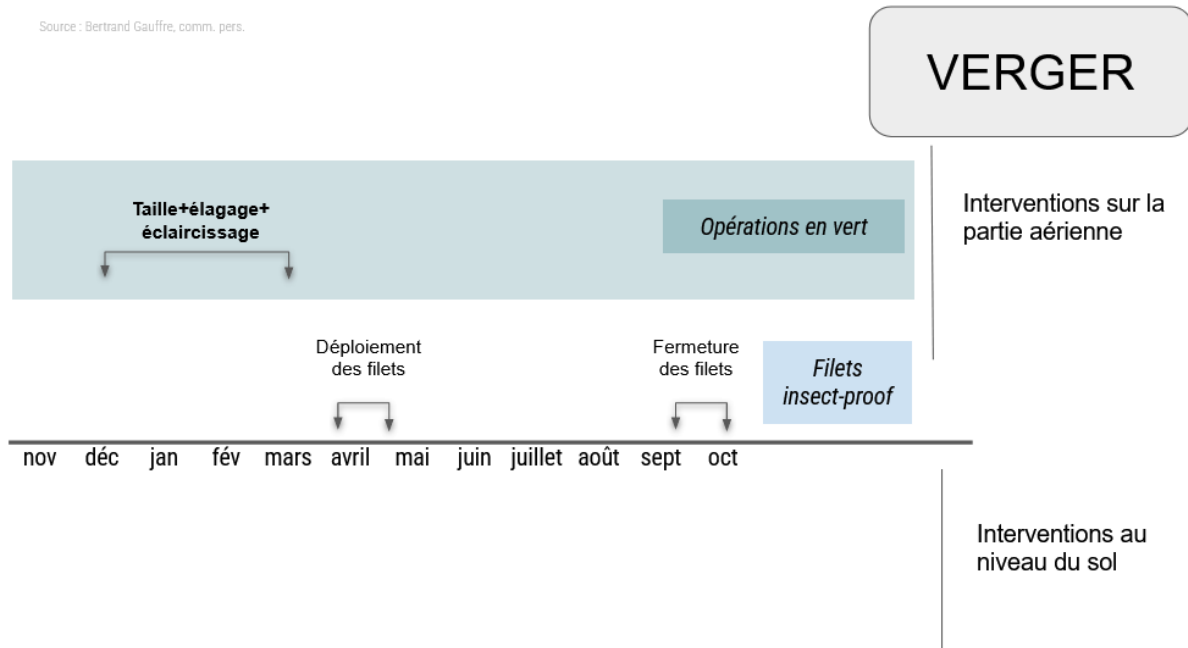 Source : Bertrand Gauffre, comm. pers.
VERGER
Taille+élagage+
éclaircissage
Opérations en vert
Interventions sur la
partie aérienne
Déploiement
des filets
Fermeture
des filets
Filets
insect-proof
nov déc jan fév mars avril mai juin juillet août sept oct
Interventions au
niveau du sol